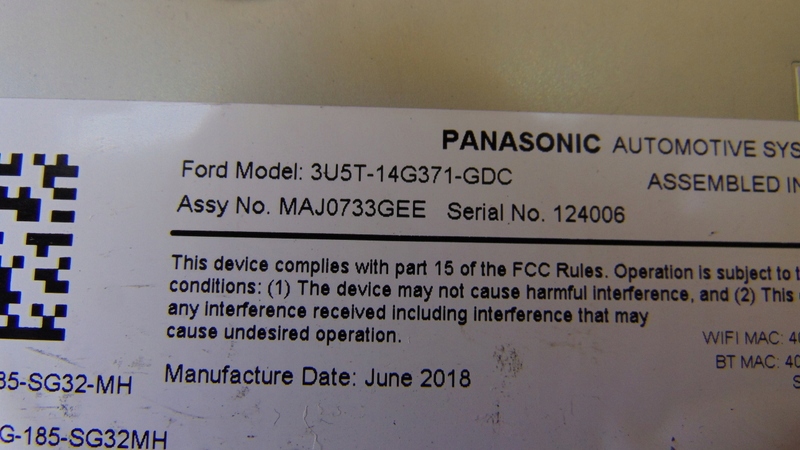 PANASONIC AUTOMOTIVE SYS
Ford Model: 3U5T-14G371-GDC
ASSEMBLED IN
Assy No. MAJ0733GEE Serial No. 124006
This device complies with part 15 of the FCC Rules. Operation is subject to t
conditions: (1) The device may not cause harmful interference, and (2) This
any interference received including interference that may
cause undesired operation.
WIFI MAC: 4
BT MAC: 40
S
Manufacture Date: June 2018
85-SG32-MH
G-185-SG32MH